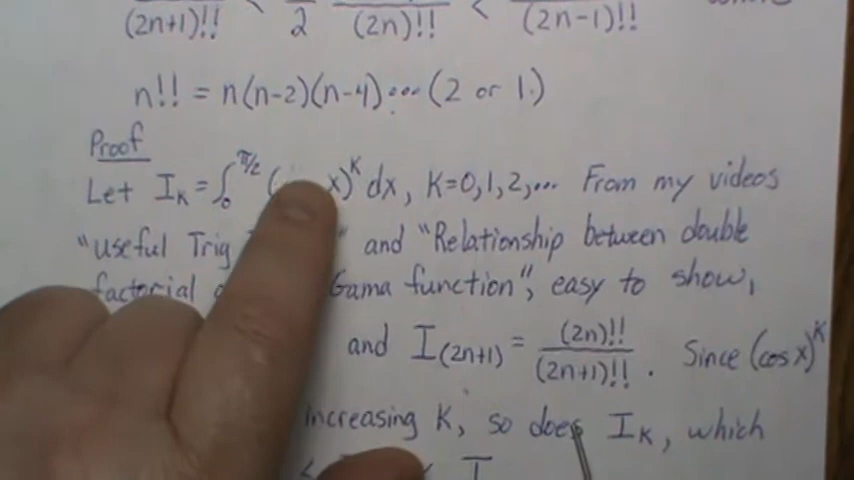 (2n+1)!! < π/2 (2n)!! < (2n-1)!!
n!! = n(n-2)(n-4)···(2 or 1.)
Proof
Let I_K = ∫_0^{π/2} ( x)^K dx, K=0,1,2,... From my videos
"useful Trig " and "Relationship between double
factorial Gama function", easy to show,
and I_(2n+1) = (2n)!!/(2n+1)!! . Since (cos x)^K
increasing K, so does I_K, which
< < I